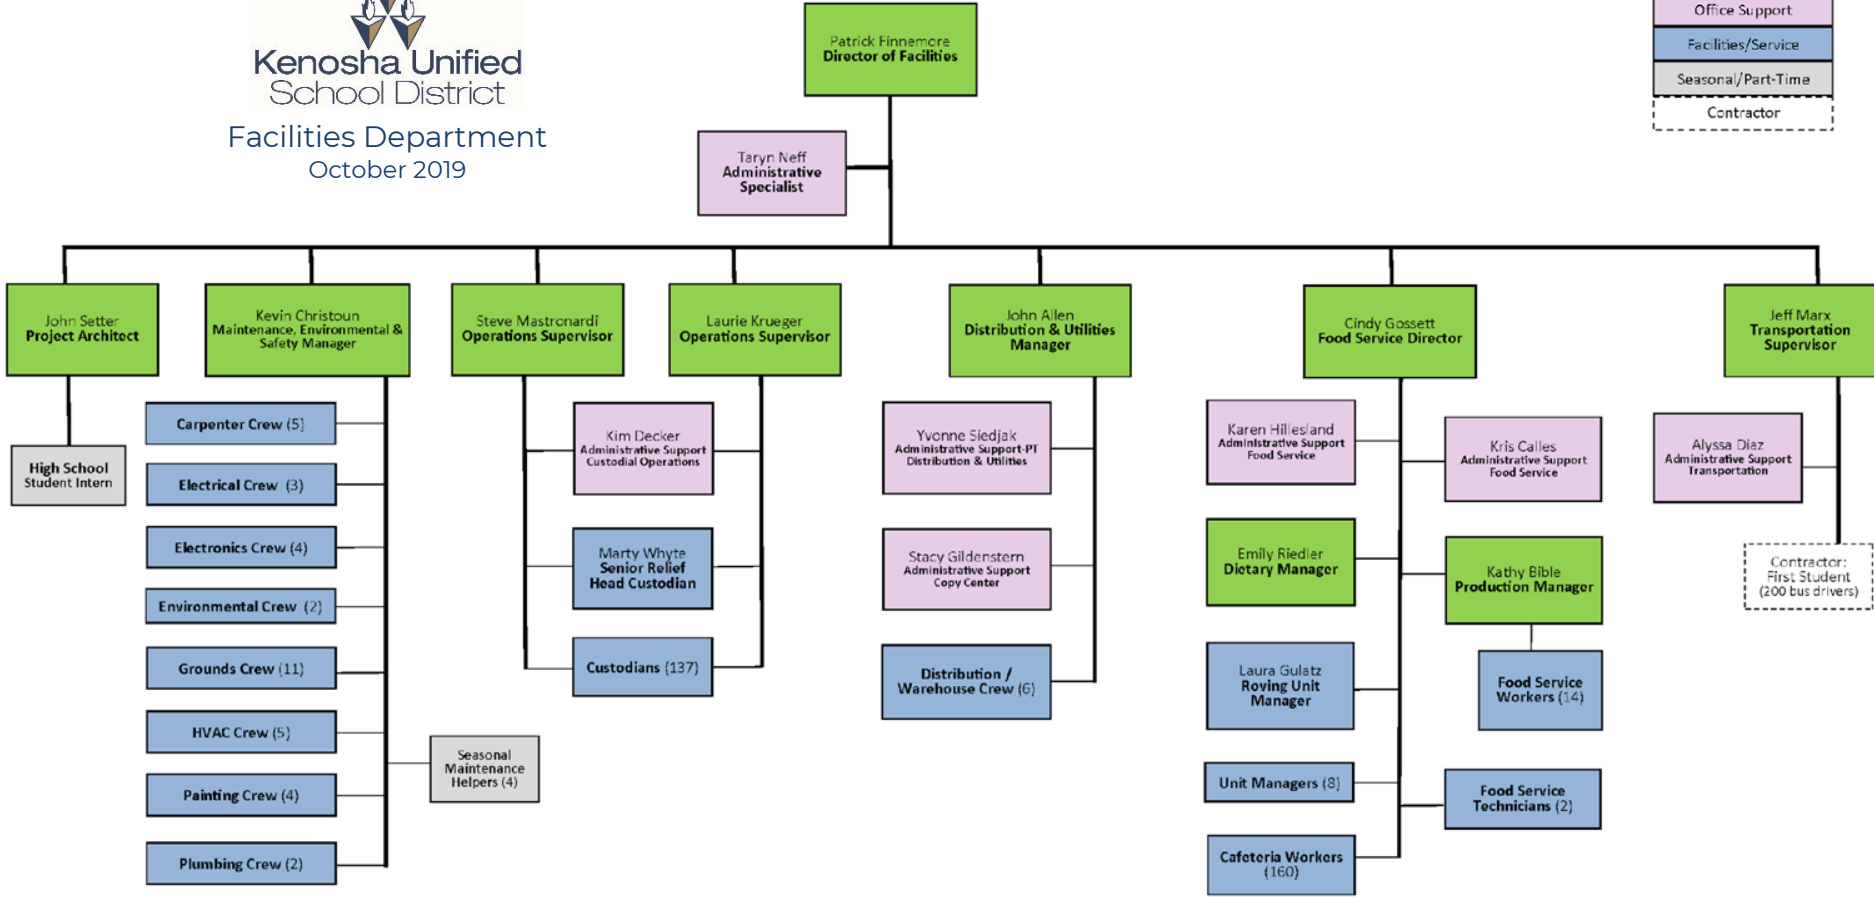 Kenosha Unified
School District
Facilities Department
October 2019
Office Support
Facilities/Service
Seasonal/Part-Time
Contractor
Patrick Finnemore
Director of Facilities
Taryn Neff
Administrative
Specialist
John Setter
Project Architect
High School
Student Intern
Kevin Christoun
Maintenance, Environmental &
Safety Manager
Carpenter Crew (5)
Electrical Crew (3)
Electronics Crew (4)
Environmental Crew (2)
Grounds Crew (11)
HVAC Crew (5)
Painting Crew (4)
Plumbing Crew (2)
Seasonal
Maintenance
Helpers (4)
Steve Mastronardi
Operations Supervisor
Laurie Krueger
Operations Supervisor
Kim Decker
Administrative Support
Custodial Operations
Marty Whyte
Senior Relief
Head Custodian
Custodians (137)
John Allen
Distribution & Utilities
Manager
Yvonne Siedjak
Administrative Support-PT
Distribution & Utilities
Stacy Gildenstern
Administrative Support
Copy Center
Distribution /
Warehouse Crew (6)
Cindy Gossett
Food Service Director
Karen Hillesland
Administrative Support
Food Service
Kris Calles
Administrative Support
Food Service
Emily Riedler
Dietary Manager
Kathy Bible
Production Manager
Laura Gulatz
Roving Unit
Manager
Food Service
Workers (14)
Unit Managers (8)
Food Service
Technicians (2)
Cafeteria Workers
(160)
Jeff Marx
Transportation
Supervisor
Alyssa Diaz
Administrative Support
Transportation
Contractor:
First Student
(200 bus drivers)